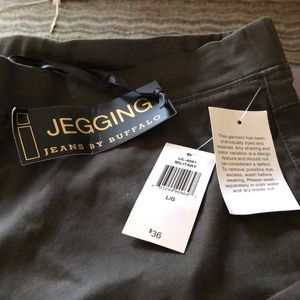 JEGGING
JEANS BY BUFFALO
MILITARY
L/G
$36
This garment has been
individually dyed and
washed. Any shading and
color variation is a design
feature and should not
be considered a defect.
To remove possible dye
excess, wash before
wearing. Please wash
separately in cold water
and dry inside out.